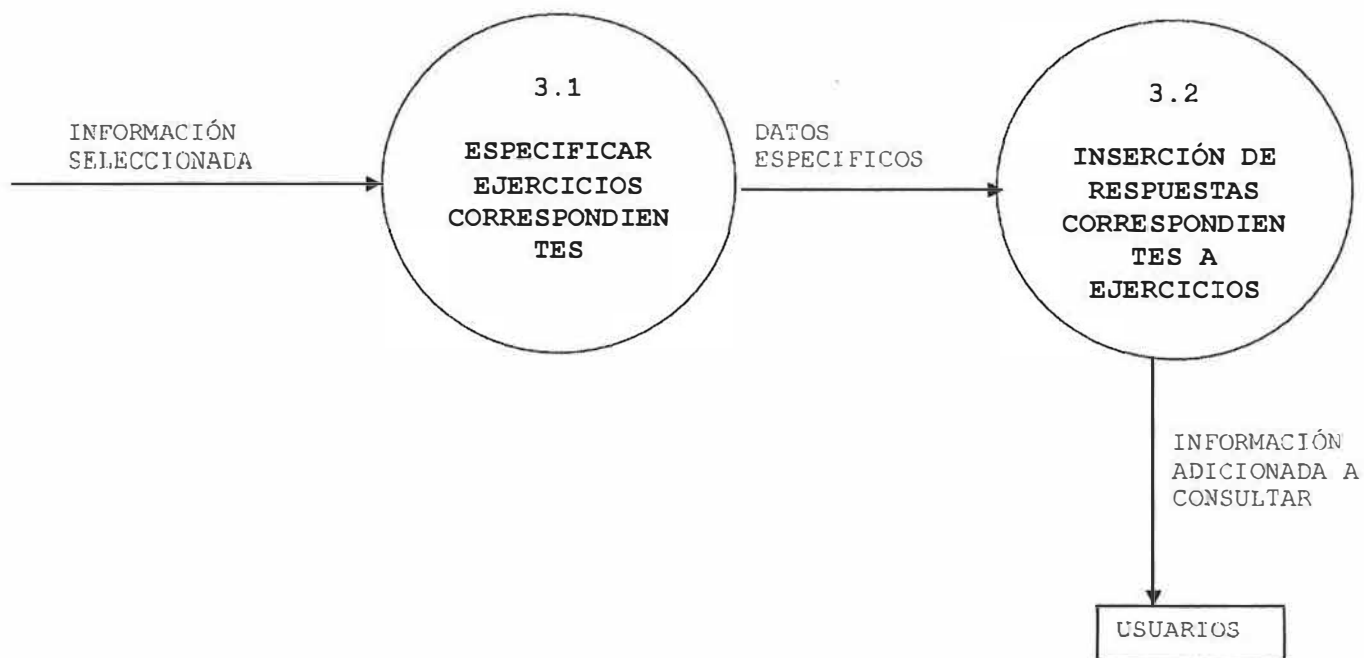 INFORMACIÓN
SELECCIONADA
3.1
ESPECIFICAR
EJERCICIOS
CORRESPONDIEN
TES
DATOS
ESPECIFICOS
3.2
INSERCIÓN DE
RESPUESTAS
CORRESPONDIEN
TES A
EJERCICIOS
INFORMACIÓN
ADICIONADA A
CONSULTAR
USUARIOS